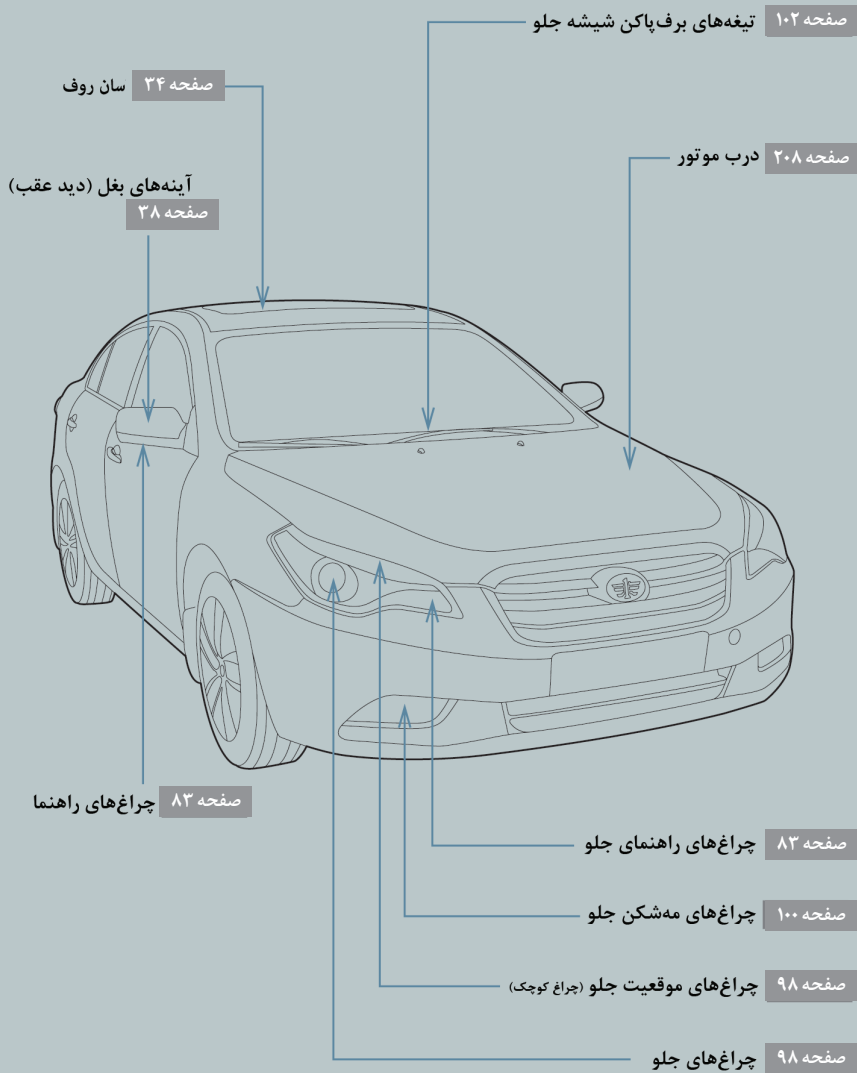 صفحه ۱۰۲ تیغه‌های برف‌پاکن شیشه جلو
صفحه ۳۴ سان روف
صفحه ۲۰۸ درب موتور
آینه‌های بغل (دید عقب)
صفحه ۳۸
صفحه ۸۳ چراغ‌های راهنما
صفحه ۸۳ چراغ‌های راهنمای جلو
صفحه ۱۰۰ چراغ‌های مه‌شکن جلو
صفحه ۹۸ چراغ‌های موقعیت جلو (چراغ کوچک)
صفحه ۹۸ چراغ‌های جلو